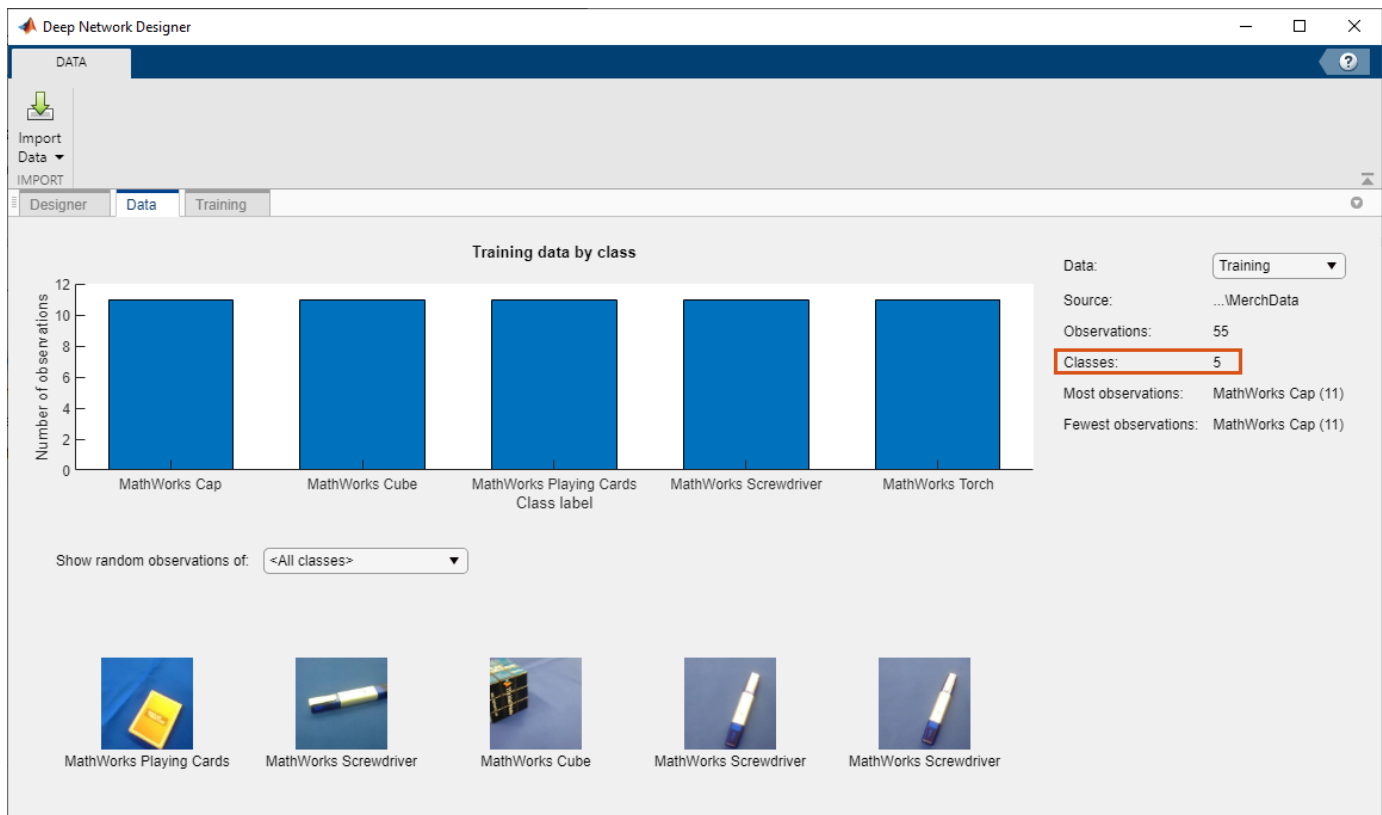 Deep Network Designer
DATA
?
Import
Data
IMPORT
Designer
Data
Training
Training data by class
Number of observations
12
10
8
6
4
2
0
MathWorks Cap
MathWorks Cube
MathWorks Playing Cards
MathWorks Screwdriver
MathWorks Torch
Class label
Data: Training
Source: ...\MerchData
Observations: 55
Classes: 5
Most observations: MathWorks Cap (11)
Fewest observations: MathWorks Cap (11)
Show random observations of: <All classes>
MathWorks Playing Cards
MathWorks Screwdriver
MathWorks Cube
MathWorks Screwdriver
MathWorks Screwdriver